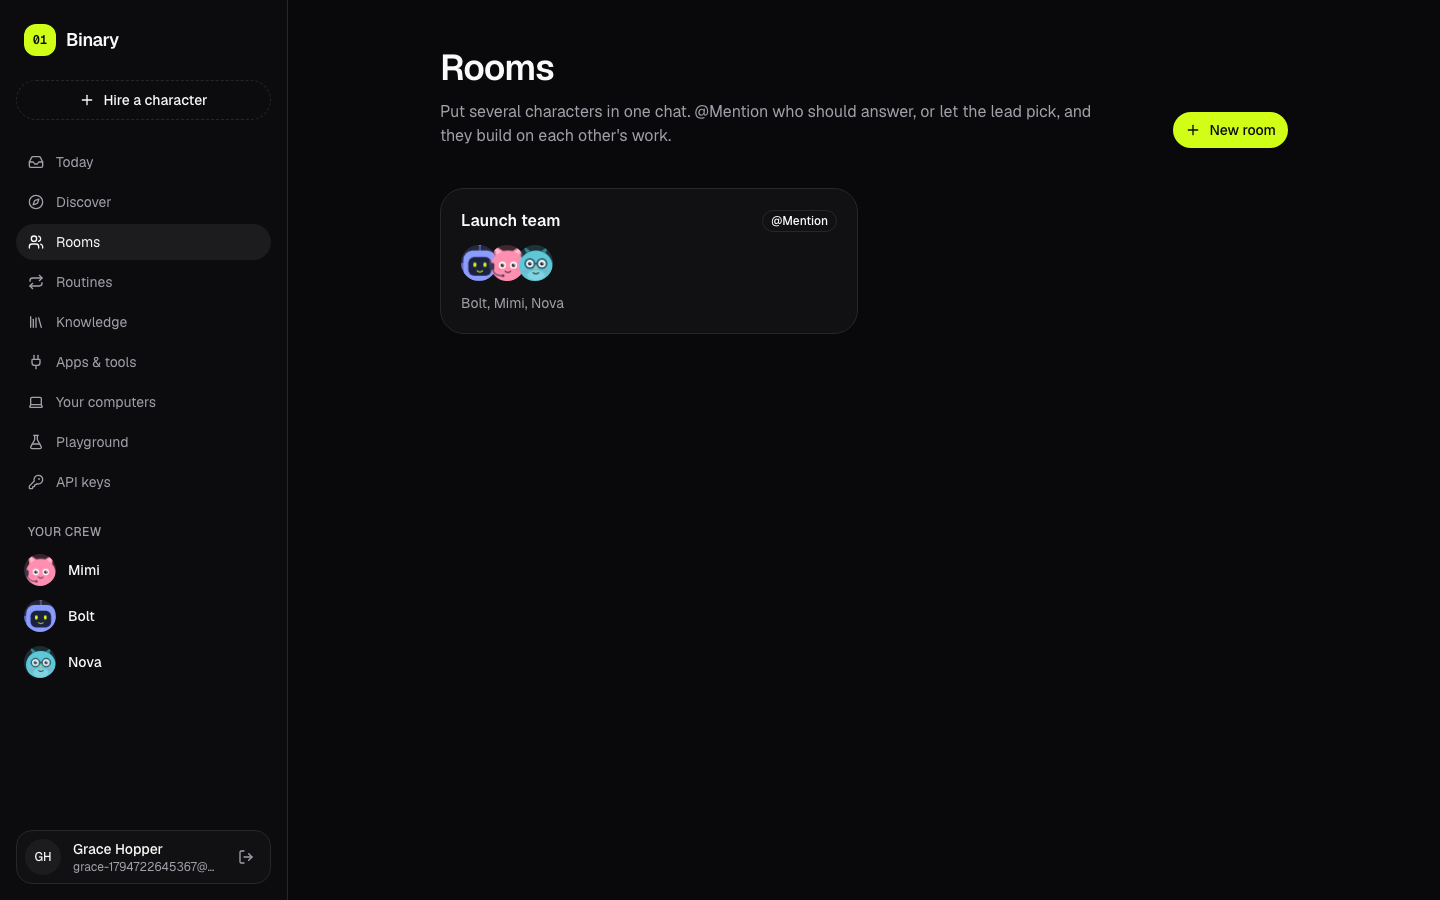 01 Binary
Hire a character
Today
Discover
Rooms
Routines
Knowledge
Apps & tools
Your computers
Playground
API keys
YOUR CREW
Mimi
Bolt
Nova
GH
Grace Hopper
grace-1794722645367@...
Rooms
Put several characters in one chat. @Mention who should answer, or let the lead pick, and
they build on each other's work.
New room
Launch team
@Mention
Bolt, Mimi, Nova